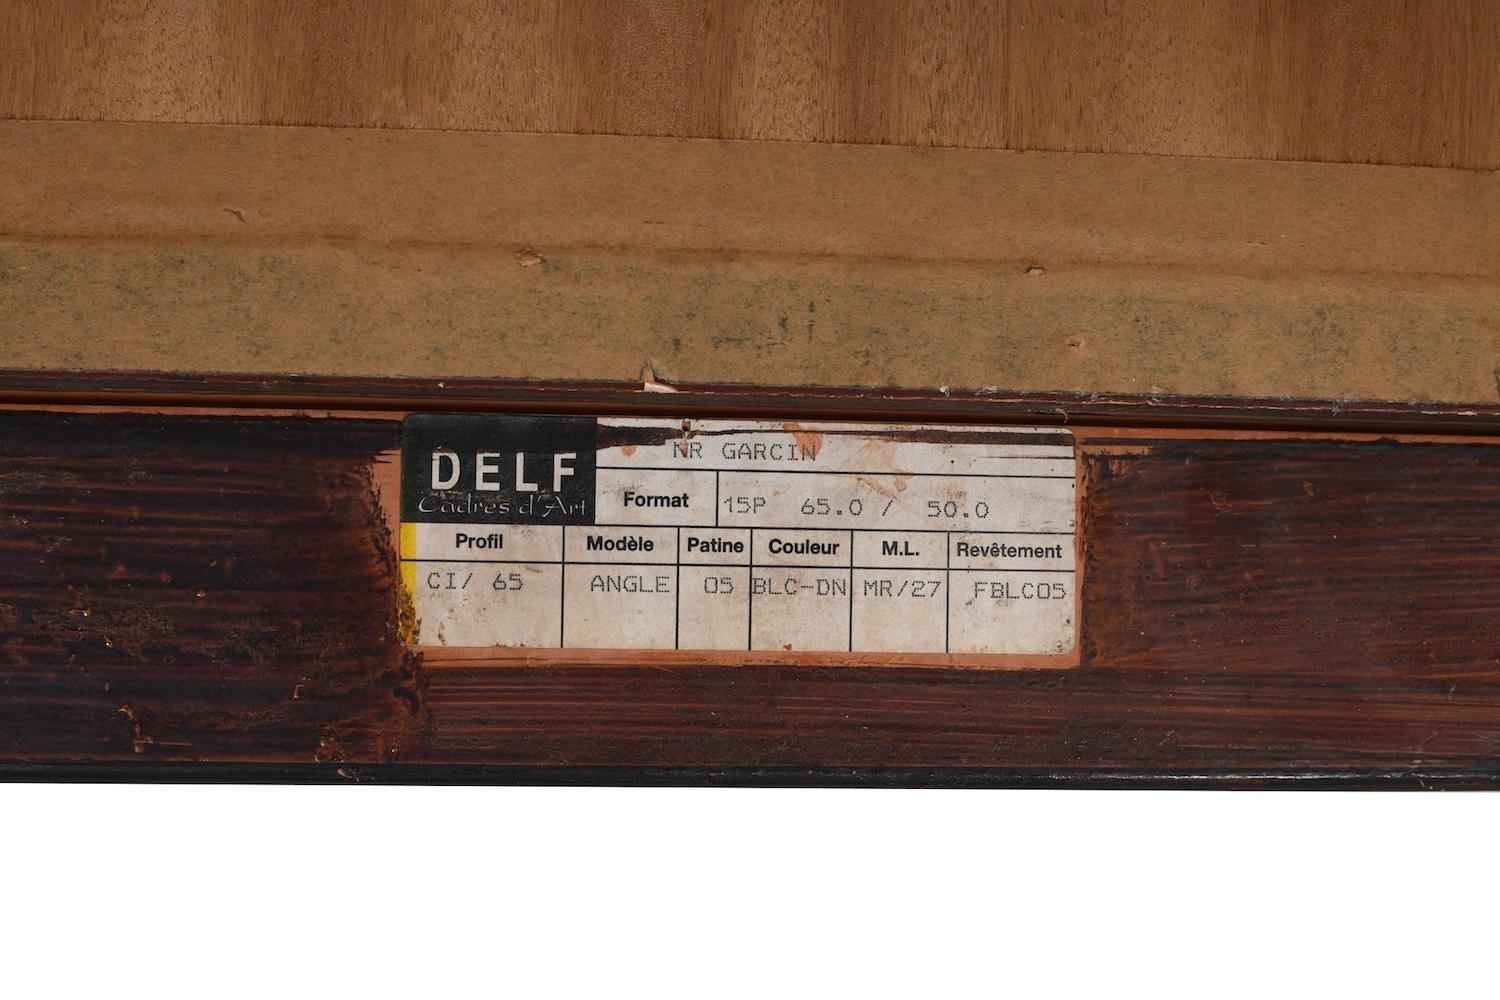 DELF
Cadres d'Art
MR GARCIN
Format 15P 65.0 / 50.0
Profil Modèle Patine Couleur M.L. Revêtement
CI/ 65 ANGLE 05 BLC-DN MR/27 FBLC05